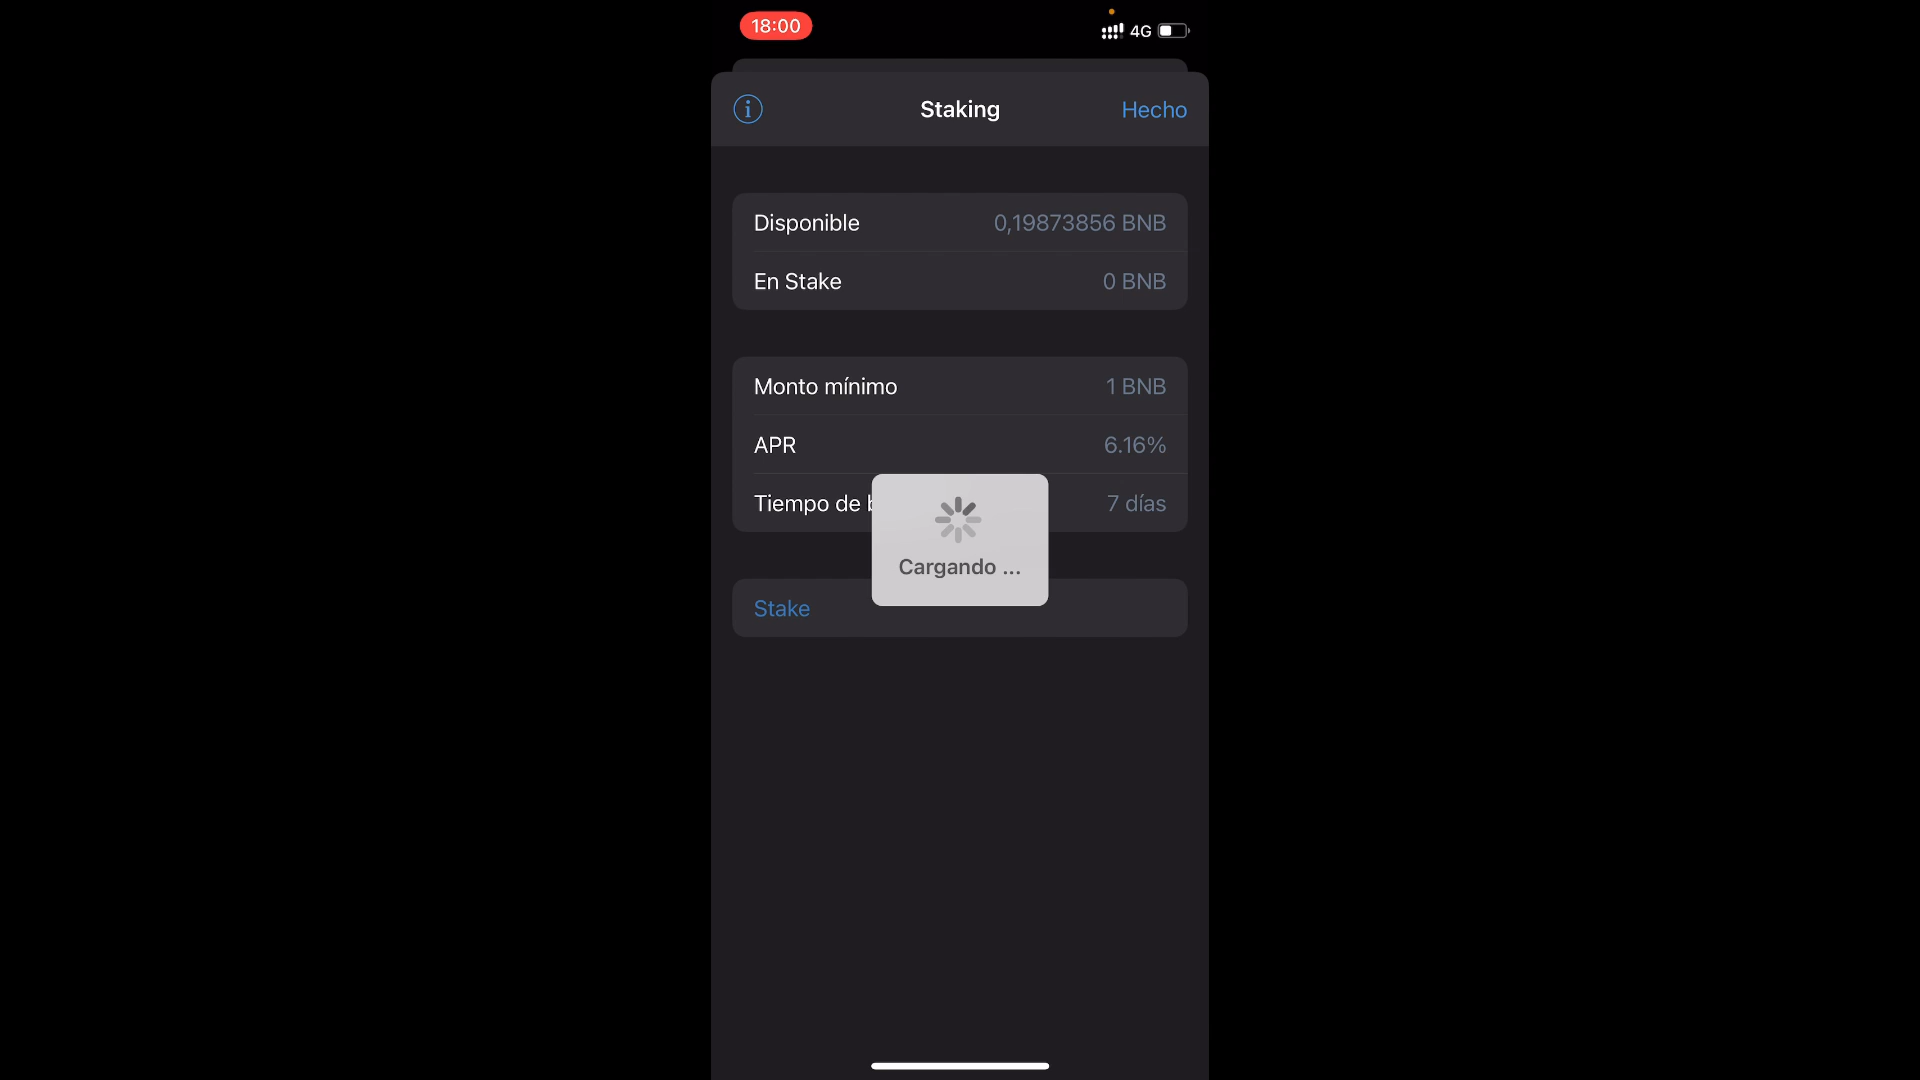 18:00
4G
Staking
Hecho
Disponible 0,19873856 BNB
En Stake 0 BNB
Monto mínimo 1 BNB
APR 6.16%
Tiempo de 7 días
Cargando ...
Stake